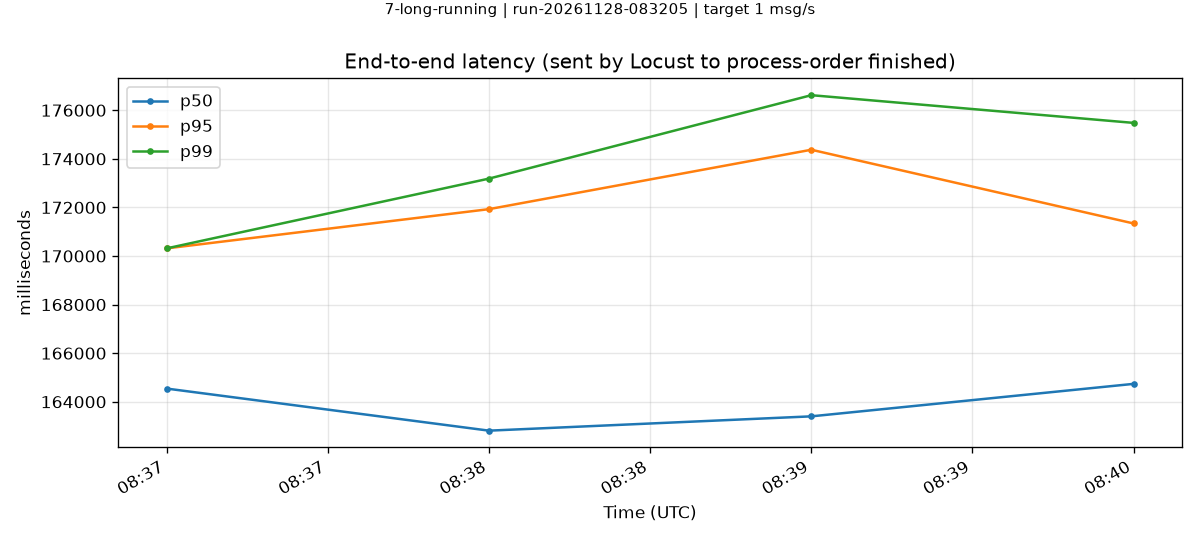 7-long-running | run-20261128-083205 | target 1 msg/s
End-to-end latency (sent by Locust to process-order finished)
p50
p95
p99
milliseconds
176000
174000
172000
170000
168000
166000
164000
08:37
08:37
08:38
08:38
08:39
08:39
08:40
Time (UTC)